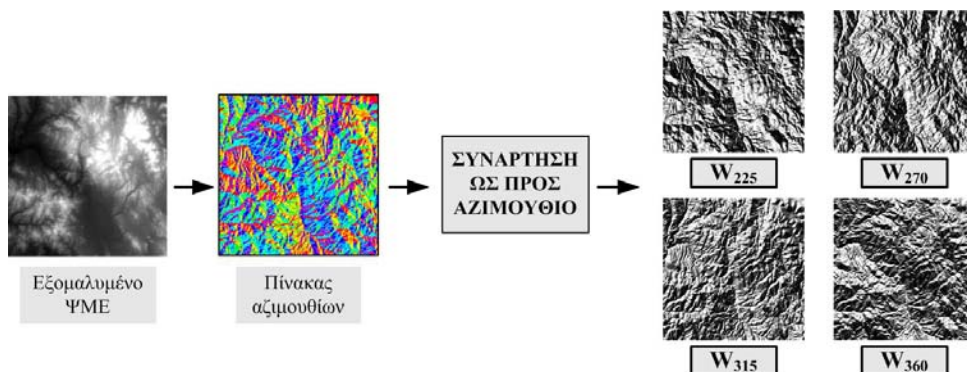 Εξομαλυμένο
ΨΜΕ
Πίνακας
αζιμουθίων
ΣΥΝΑΡΤΗΣΗ
ΩΣ ΠΡΟΣ
ΑΖΙΜΟΥΘΙΟ
W225
W270
W315
W360